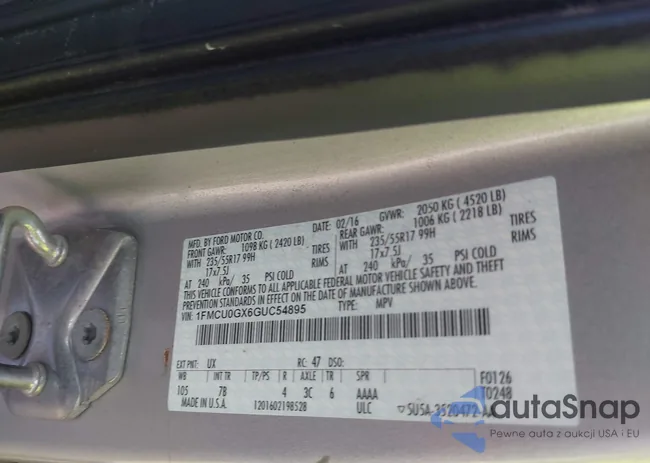 MFD. BY FORD MOTOR CO. DATE: 02/16 GVWR: 2050 KG ( 4520 LB)
FRONT GAWR: 1098 KG ( 2420 LB) REAR GAWR: 1006 KG ( 2218 LB)
WITH 235/55R17 99H TIRES WITH 235/55R17 99H TIRES
17x7.5J RIMS 17x7.5J RIMS
AT 240 kPa/ 35 PSI COLD AT 240 kPa/ 35 PSI COLD
THIS VEHICLE CONFORMS TO ALL APPLICABLE FEDERAL MOTOR VEHICLE SAFETY AND THEFT
PREVENTION STANDARDS IN EFFECT ON THE DATE OF MANUFACTURE SHOWN ABOVE.
VIN: 1FMCU0GX6GUC54895 TYPE: MPV
EXT PNT: UX RC: 47 DSO: F0126
WB INT TR TP/PS R AXLE TR SPR T0248
105 7B 4 3C 6 AAAA
MADE IN U.S.A. 1201602198528 ULC
autaSnap
Pewne auta z aukcji USA i EU